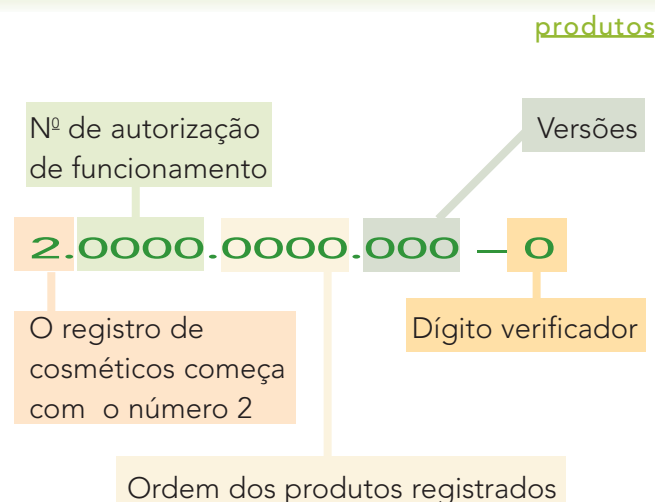 produtos
Nº de autorização
de funcionamento
Versões
2.0000.0000.000 – 0
O registro de
cosméticos começa
com o número 2
Dígito verificador
Ordem dos produtos registrados